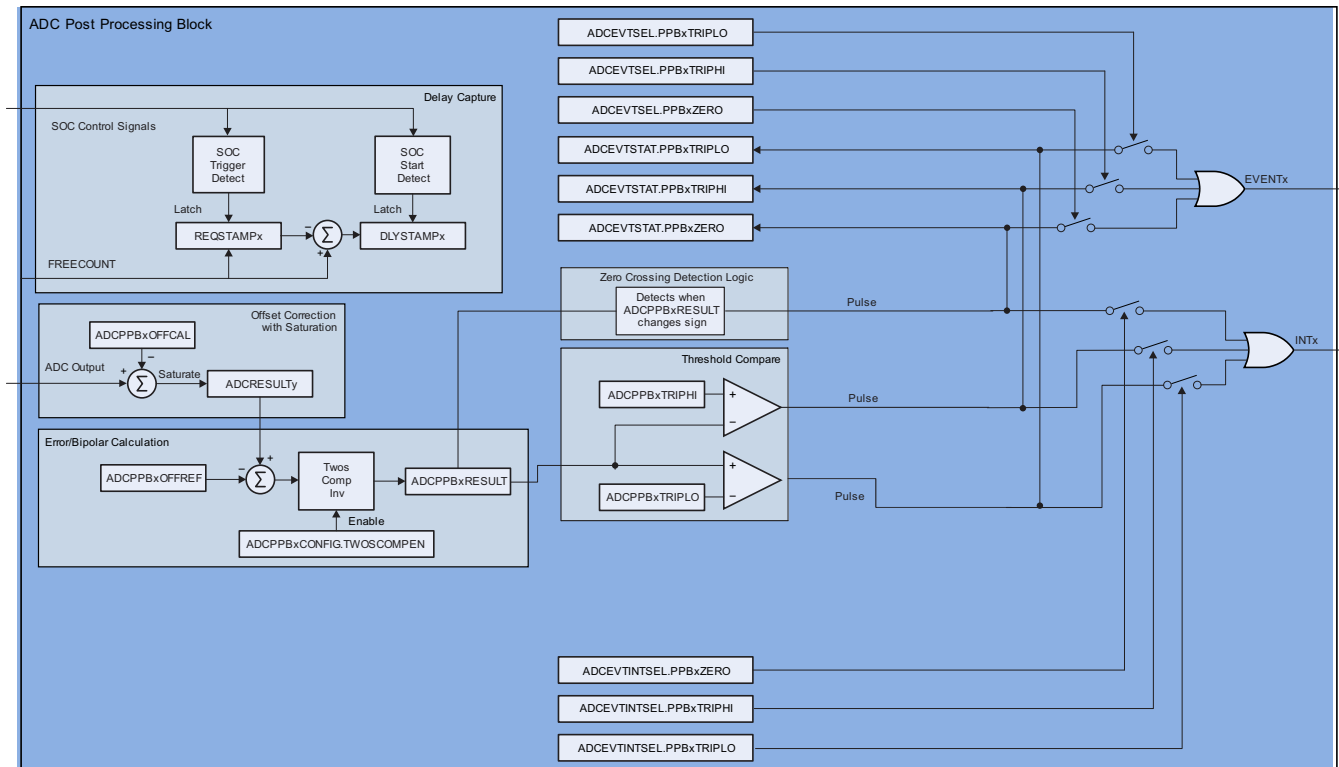 ADC Post Processing Block
ADCEVTSEL.PPBxTRIPLO
ADCEVTSEL.PPBxTRIPHI
ADCEVTSEL.PPBxZERO
ADCEVTSTAT.PPBxTRIPLO
ADCEVTSTAT.PPBxTRIPHI
ADCEVTSTAT.PPBxZERO
EVENTx
Delay Capture
SOC Control Signals
SOC
Trigger
Detect
SOC
Start
Detect
Latch
Latch
REQSTAMPx
−
Σ
+
DLYSTAMPx
FREECOUNT
Offset Correction
with Saturation
ADCPPBxOFFCAL
−
ADC Output
+
Σ
Saturate
ADCRESULTy
Error/Bipolar Calculation
ADCPPBxOFFREF
−
+
Σ
Twos
Comp
Inv
ADCPPBxRESULT
Enable
ADCPPBxCONFIG.TWOSCOMPEN
Zero Crossing Detection Logic
Detects when
ADCPPBxRESULT
changes sign
Pulse
Threshold Compare
ADCPPBxTRIPHI
+
−
Pulse
+
ADCPPBxTRIPLO
−
Pulse
INTx
ADCEVTINTSEL.PPBxZERO
ADCEVTINTSEL.PPBxTRIPHI
ADCEVTINTSEL.PPBxTRIPLO